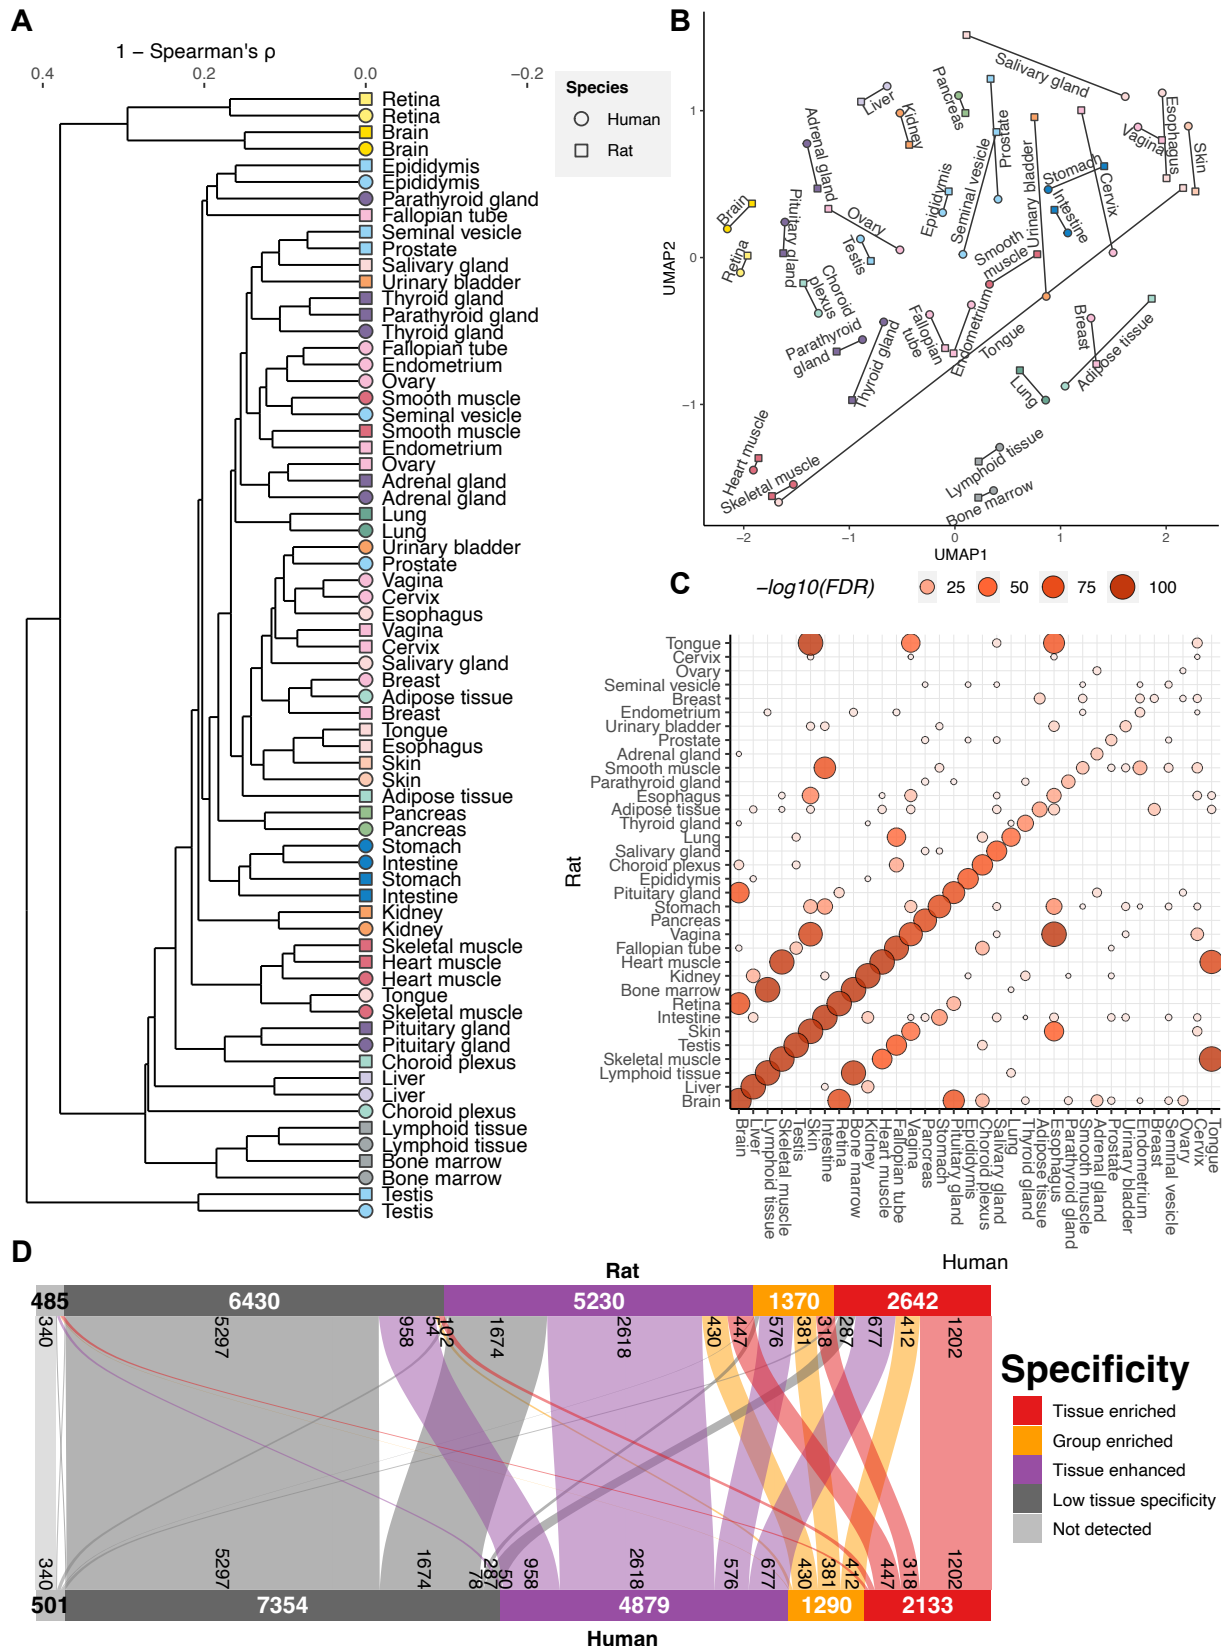 A
1 − Spearman's ρ
0.4
0.2
0.0
−0.2
Species
Human
Rat
Retina
Retina
Brain
Brain
Epididymis
Epididymis
Parathyroid gland
Fallopian tube
Seminal vesicle
Prostate
Salivary gland
Urinary bladder
Thyroid gland
Parathyroid gland
Thyroid gland
Fallopian tube
Endometrium
Ovary
Smooth muscle
Seminal vesicle
Smooth muscle
Endometrium
Ovary
Adrenal gland
Adrenal gland
Lung
Lung
Urinary bladder
Prostate
Vagina
Cervix
Esophagus
Vagina
Cervix
Salivary gland
Breast
Adipose tissue
Breast
Tongue
Esophagus
Skin
Skin
Adipose tissue
Pancreas
Pancreas
Stomach
Intestine
Stomach
Intestine
Kidney
Kidney
Skeletal muscle
Heart muscle
Heart muscle
Tongue
Skeletal muscle
Pituitary gland
Pituitary gland
Choroid plexus
Liver
Liver
Choroid plexus
Lymphoid tissue
Lymphoid tissue
Bone marrow
Bone marrow
Testis
Testis
B
UMAP2
1
0
−1
Salivary gland
Liver
Kidney
Pancreas
Prostate
Esophagus
Vagina
Skin
Adrenal gland
Seminal vesicle
Urinary bladder
Stomach
Cervix
Intestine
Epididymis
Brain
Retina
Pituitary gland
Ovary
Testis
Choroid
plexus
Smooth
muscle
Parathyroid
gland
Thyroid gland
Fallopian
tube
Endometrium
Tongue
Breast
Adipose tissue
Lung
Heart muscle
Skeletal muscle
Lymphoid tissue
Bone marrow
−2
−1
0
1
2
UMAP1
C
−log10(FDR)
25
50
75
100
Rat
Tongue
Cervix
Ovary
Seminal vesicle
Breast
Endometrium
Urinary bladder
Prostate
Adrenal gland
Smooth muscle
Parathyroid gland
Esophagus
Adipose tissue
Thyroid gland
Lung
Salivary gland
Choroid plexus
Epididymis
Pituitary gland
Stomach
Pancreas
Vagina
Fallopian tube
Heart muscle
Kidney
Bone marrow
Retina
Intestine
Skin
Testis
Skeletal muscle
Lymphoid tissue
Liver
Brain
Brain
Liver
Lymphoid tissue
Skeletal muscle
Testis
Skin
Intestine
Retina
Bone marrow
Kidney
Heart muscle
Fallopian tube
Vagina
Pancreas
Stomach
Pituitary gland
Epididymis
Choroid plexus
Salivary gland
Lung
Thyroid gland
Adipose tissue
Esophagus
Parathyroid gland
Smooth muscle
Adrenal gland
Prostate
Urinary bladder
Endometrium
Breast
Seminal vesicle
Ovary
Cervix
Tongue
Human
D
Rat
485 6430 5230 1370 2642
340 5297 958 54 102 1674 2618 430 447 576 381 318 287 677 412 1202
340 5297 1674 78 287 50 958 2618 576 677 430 381 412 447 318 1202
501 7354 4879 1290 2133
Human
Specificity
Tissue enriched
Group enriched
Tissue enhanced
Low tissue specificity
Not detected